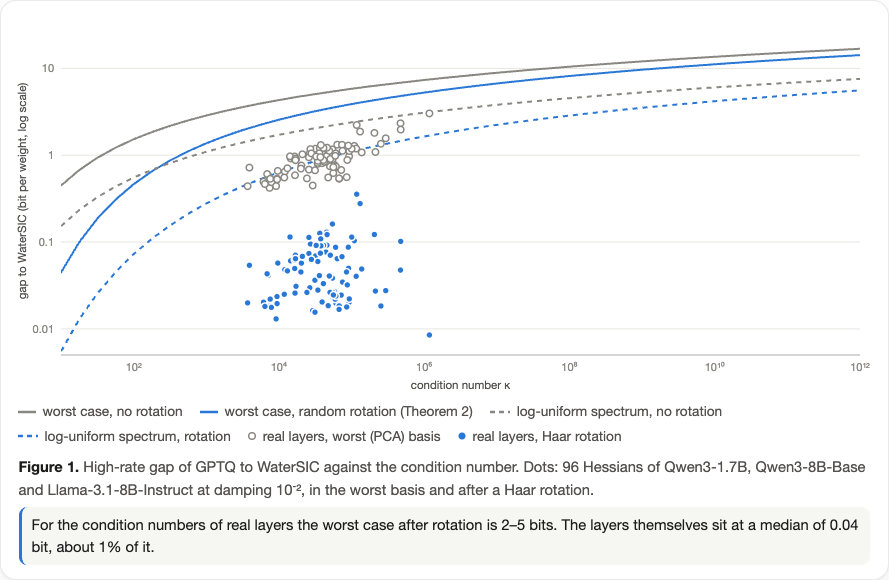 10
1
0.1
0.01
gap to WaterSIC (bit per weight, log scale)
10² 10⁴ 10⁶ 10⁸ 10¹⁰ 10¹²
condition number κ
worst case, no rotation worst case, random rotation (Theorem 2) log-uniform spectrum, no rotation
log-uniform spectrum, rotation real layers, worst (PCA) basis real layers, Haar rotation
Figure 1. High-rate gap of GPTQ to WaterSIC against the condition number. Dots: 96 Hessians of Qwen3-1.7B, Qwen3-8B-Base
and Llama-3.1-8B-Instruct at damping 10⁻², in the worst basis and after a Haar rotation.
For the condition numbers of real layers the worst case after rotation is 2–5 bits. The layers themselves sit at a median of 0.04
bit, about 1% of it.